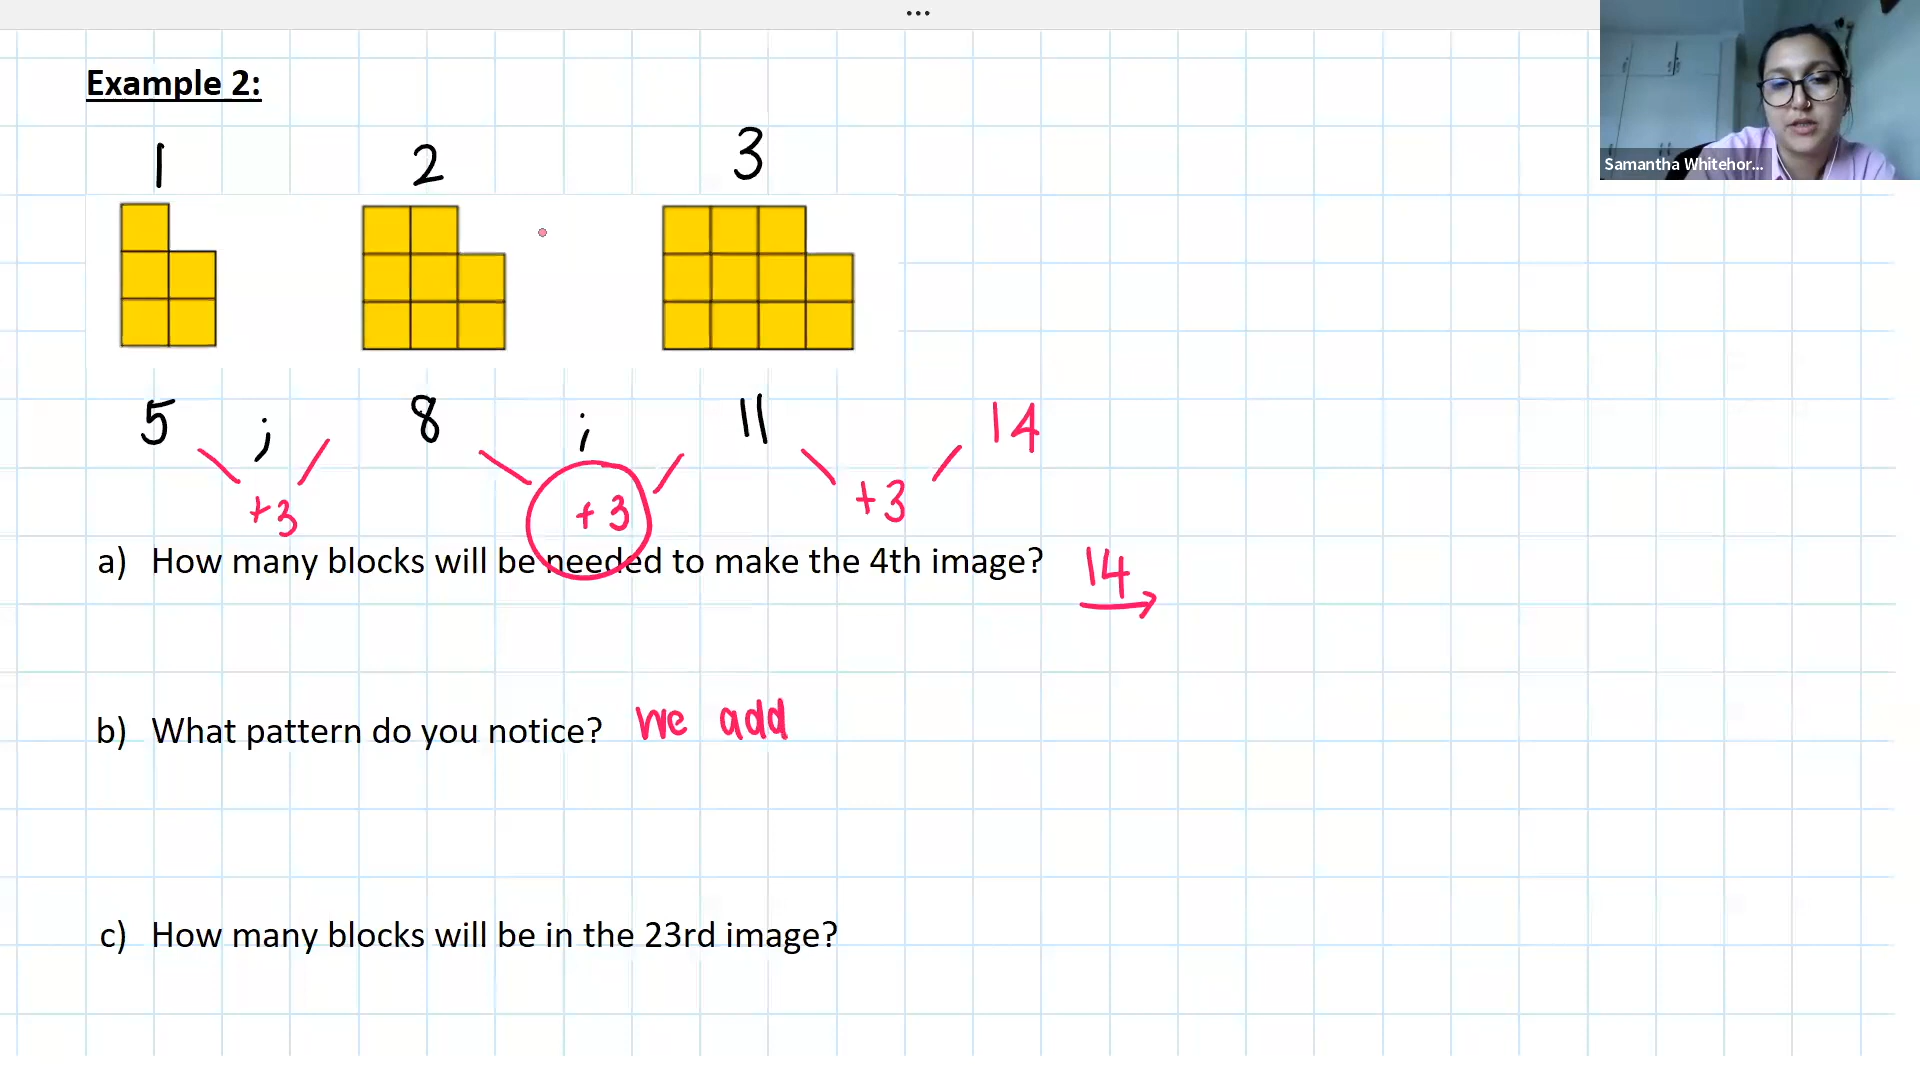 ...
Example 2:
1 2 3
5 ; 8 ; 11 14
+3 +3 +3
a) How many blocks will be needed to make the 4th image? 14
b) What pattern do you notice? we add
c) How many blocks will be in the 23rd image?
Samantha Whitehor...